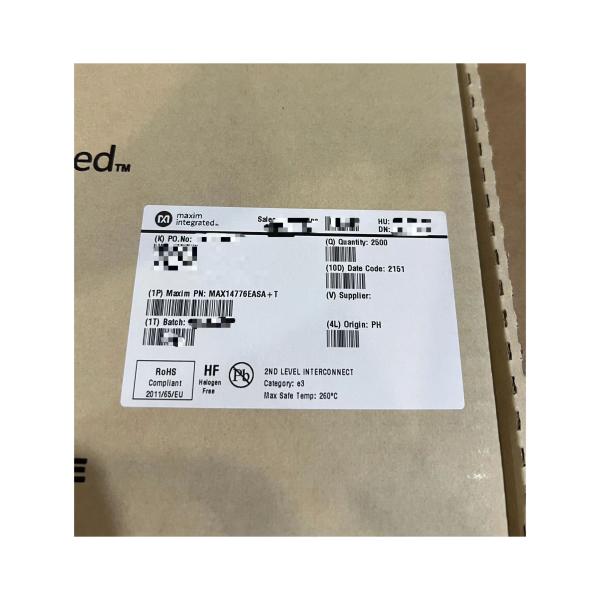 ed™
maxim
integrated™
HU:
DN:
(K) PO.No:
(Q) Quantity: 2500
(10D) Date Code: 2151
(1P) Maxim PN: MAX14776EASA+T
(V) Supplier:
(1T) Batch:
(4L) Origin: PH
RoHS
Compliant
2011/65/EU
HF
Halogen
Free
Pb
2ND LEVEL INTERCONNECT
Category: e3
Max Safe Temp: 260°C
E